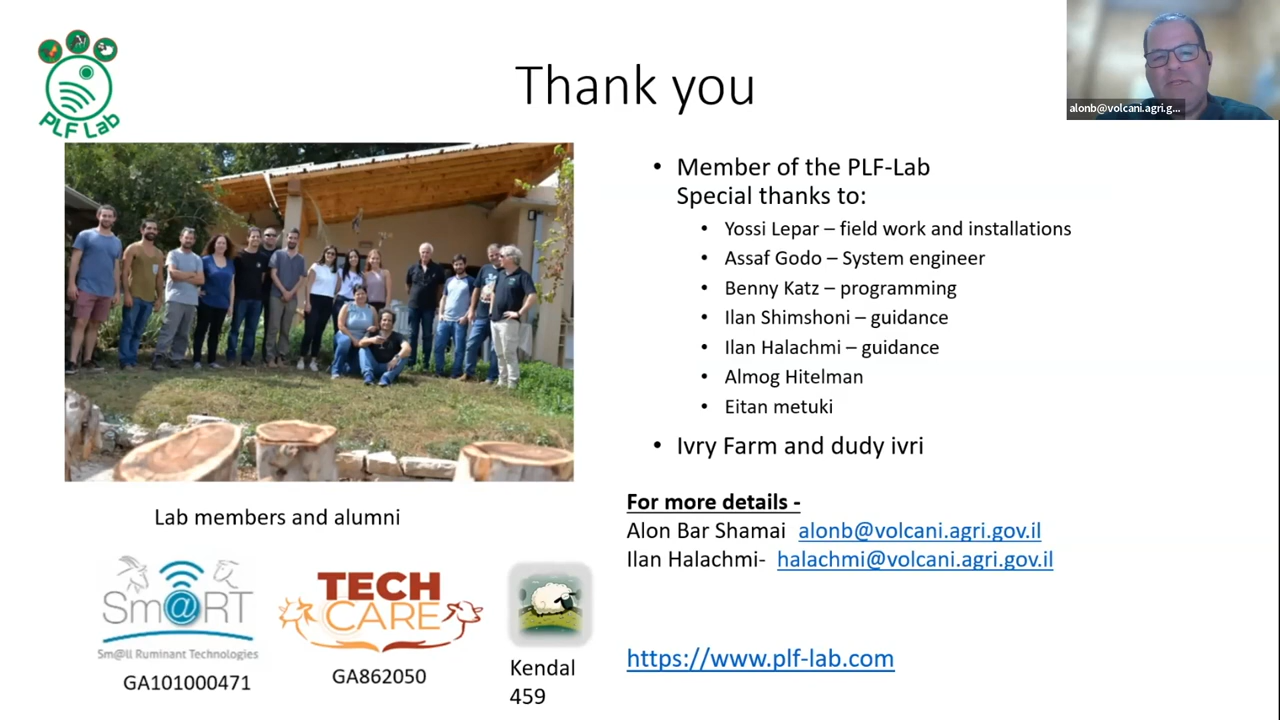 PLF Lab
Thank you
alonb@volcani.agri.g...
• Member of the PLF-Lab
Special thanks to:
• Yossi Lepar – field work and installations
• Assaf Godo – System engineer
• Benny Katz – programming
• Ilan Shimshoni – guidance
• Ilan Halachmi – guidance
• Almog Hitelman
• Eitan metuki
• Ivry Farm and dudy ivri
Lab members and alumni
For more details -
Alon Bar Shamai alonb@volcani.agri.gov.il
Ilan Halachmi- halachmi@volcani.agri.gov.il
Sm@RT
Sm@ll Ruminant Technologies
GA101000471
TECH
CARE
GA862050
Kendal
459
https://www.plf-lab.com